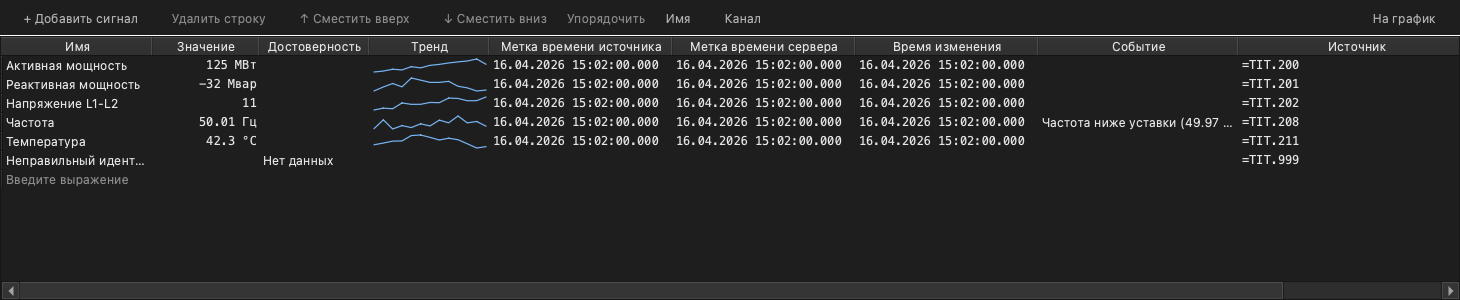 + Добавить сигнал Удалить строку ↑ Сместить вверх ↓ Сместить вниз Упорядочить Имя Канал На график
Имя Значение Достоверность Тренд Метка времени источника Метка времени сервера Время изменения Событие Источник
Активная мощность 125 МВт 16.04.2026 15:02:00.000 16.04.2026 15:02:00.000 16.04.2026 15:02:00.000 =TIT.200
Реактивная мощность −32 Мвар 16.04.2026 15:02:00.000 16.04.2026 15:02:00.000 16.04.2026 15:02:00.000 =TIT.201
Напряжение L1-L2 11 16.04.2026 15:02:00.000 16.04.2026 15:02:00.000 16.04.2026 15:02:00.000 =TIT.202
Частота 50.01 Гц 16.04.2026 15:02:00.000 16.04.2026 15:02:00.000 16.04.2026 15:02:00.000 Частота ниже уставки (49.97 ... =TIT.208
Температура 42.3 °C 16.04.2026 15:02:00.000 16.04.2026 15:02:00.000 16.04.2026 15:02:00.000 =TIT.211
Неправильный идент... Нет данных =TIT.999
Введите выражение